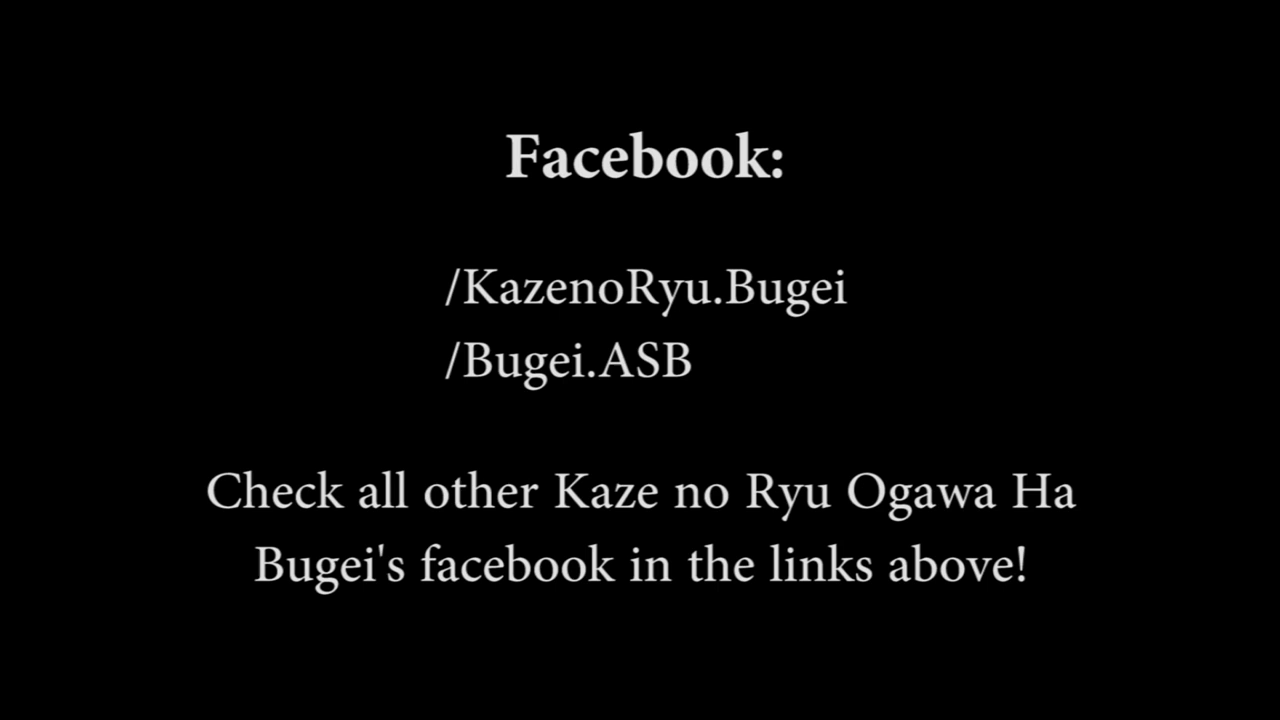 Facebook:
/KazenoRyu.Bugei
/Bugei.ASB
Check all other Kaze no Ryu Ogawa Ha
Bugei's facebook in the links above!